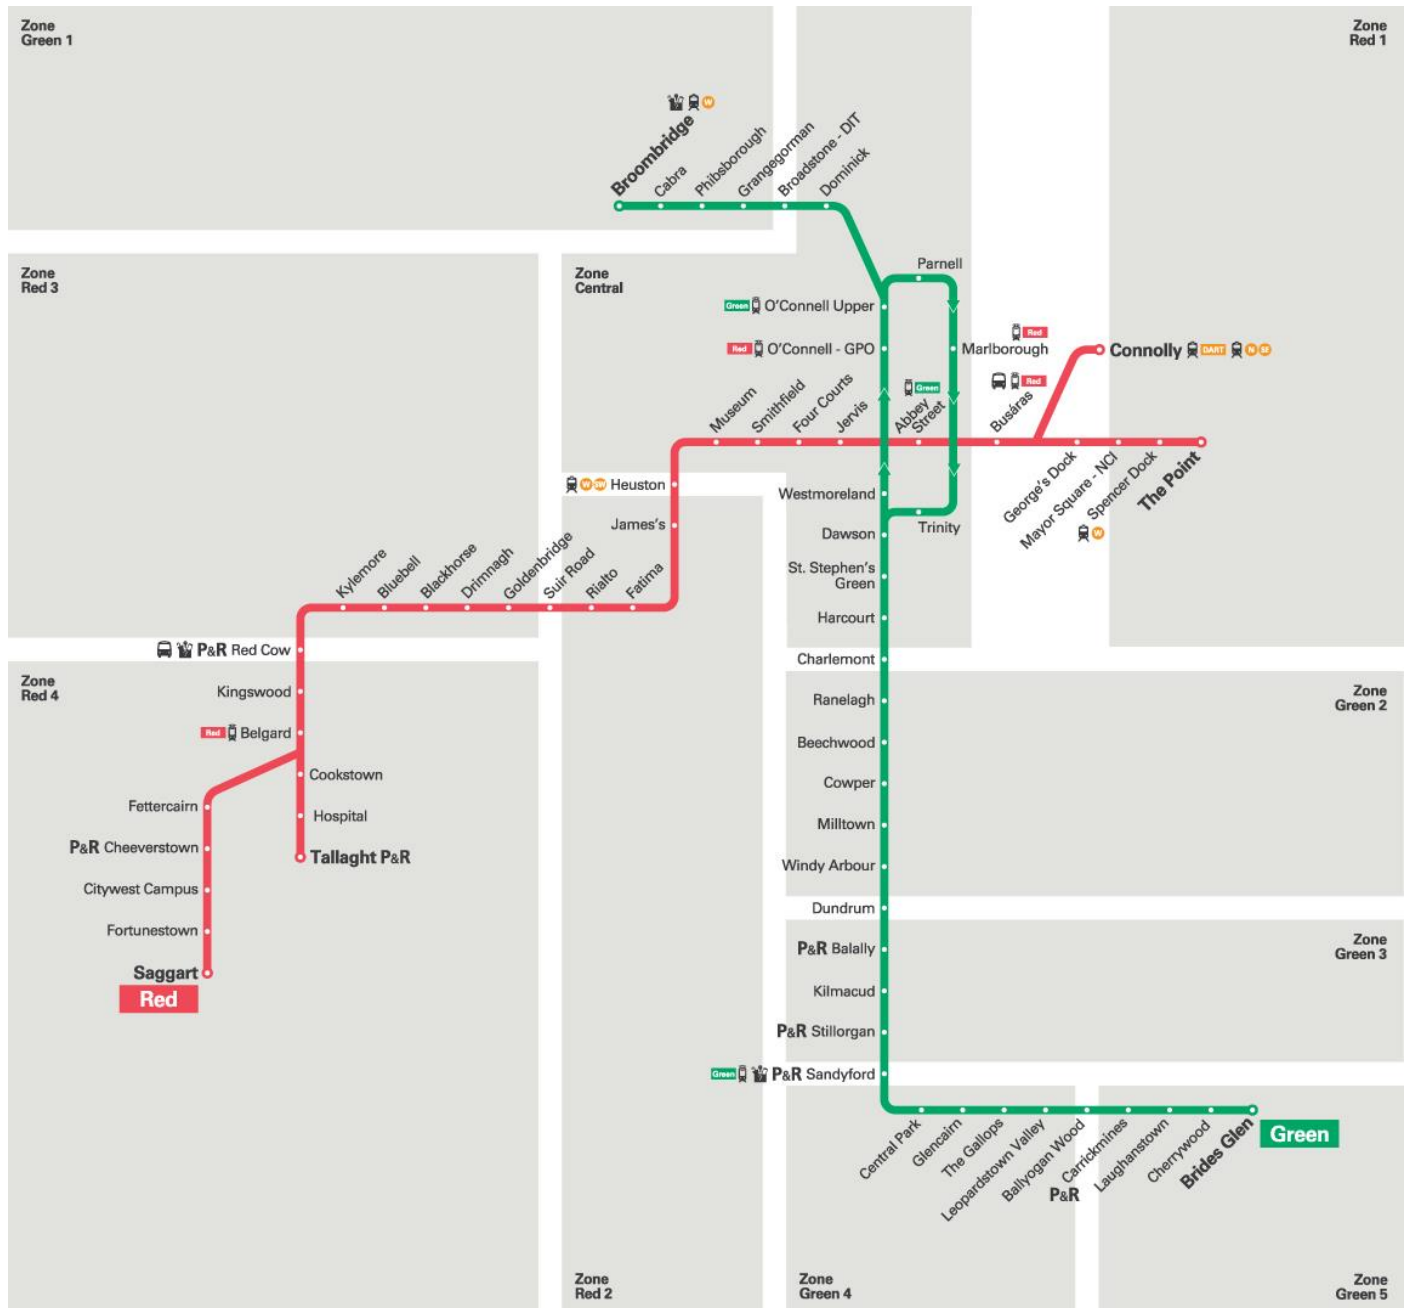 Zone
Green 1
Zone
Red 1
W
Broombridge
Cabra
Phibsborough
Grangegorman
Broadstone - DIT
Dominick
Zone
Red 3
Zone
Central
Parnell
Green O'Connell Upper
Red O'Connell - GPO
Red
Marlborough
Connolly DART N SE
Red
Busáras
Green
Abbey
Street
Museum
Smithfield
Four Courts
Jervis
George's Dock
Mayor Square - NCI
Spencer Dock
W
The Point
W SW Heuston
James's
Westmoreland
Trinity
Dawson
St. Stephen's
Green
Harcourt
Kylemore
Bluebell
Blackhorse
Drimnagh
Goldenbridge
Suir Road
Rialto
Fatima
P&R Red Cow
Charlemont
Zone
Red 4
Zone
Green 2
Kingswood
Ranelagh
Red Belgard
Beechwood
Cookstown
Cowper
Fettercairn
Hospital
Milltown
P&R Cheeverstown
Tallaght P&R
Windy Arbour
Citywest Campus
Dundrum
Fortunestown
P&R Balally
Zone
Green 3
Saggart
Red
Kilmacud
P&R Stillorgan
Green P&R Sandyford
Central Park
Glencairn
The Gallops
Leopardstown Valley
Ballyogan Wood
Carrickmines
P&R
Laughanstown
Cherrywood
Brides Glen
Green
Zone
Red 2
Zone
Green 4
Zone
Green 5